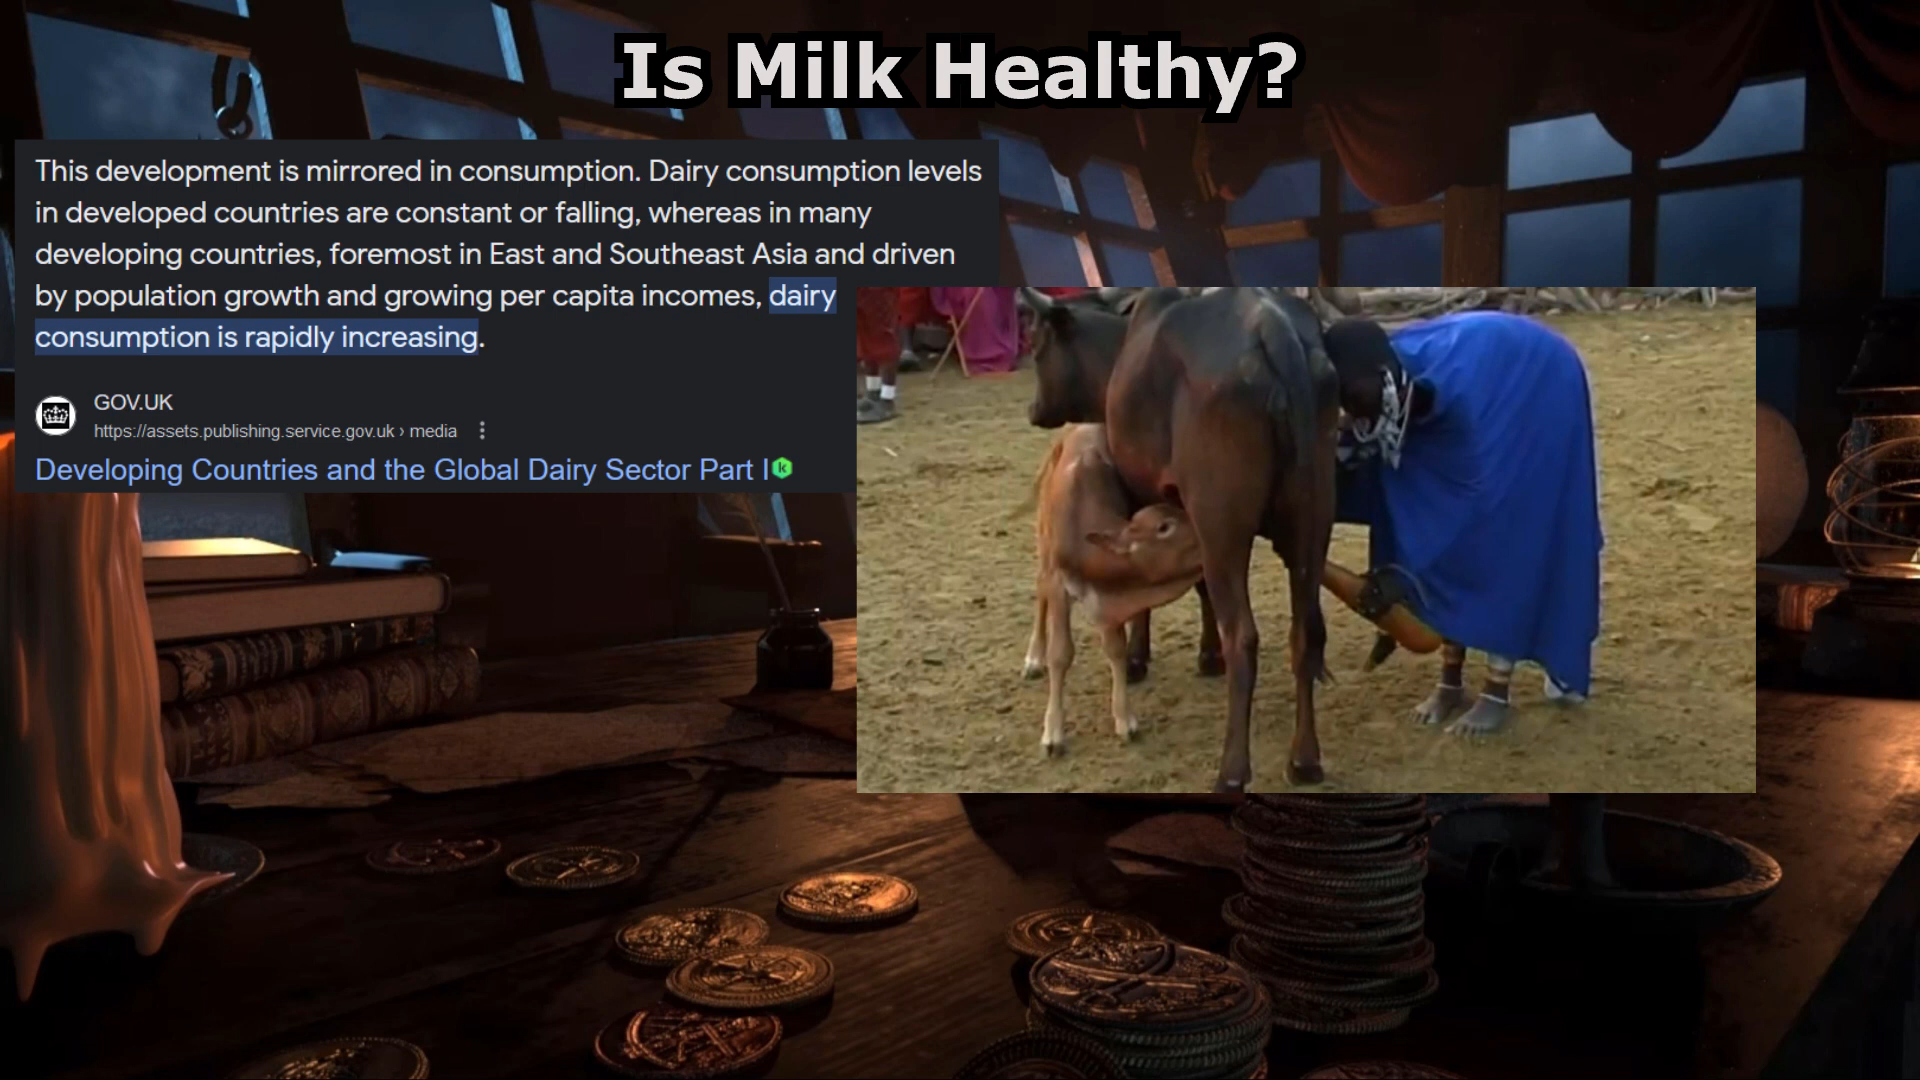 Is Milk Healthy?
This development is mirrored in consumption. Dairy consumption levels
in developed countries are constant or falling, whereas in many
developing countries, foremost in East and Southeast Asia and driven
by population growth and growing per capita incomes, dairy
consumption is rapidly increasing.
GOV.UK
https://assets.publishing.service.gov.uk › media
Developing Countries and the Global Dairy Sector Part I